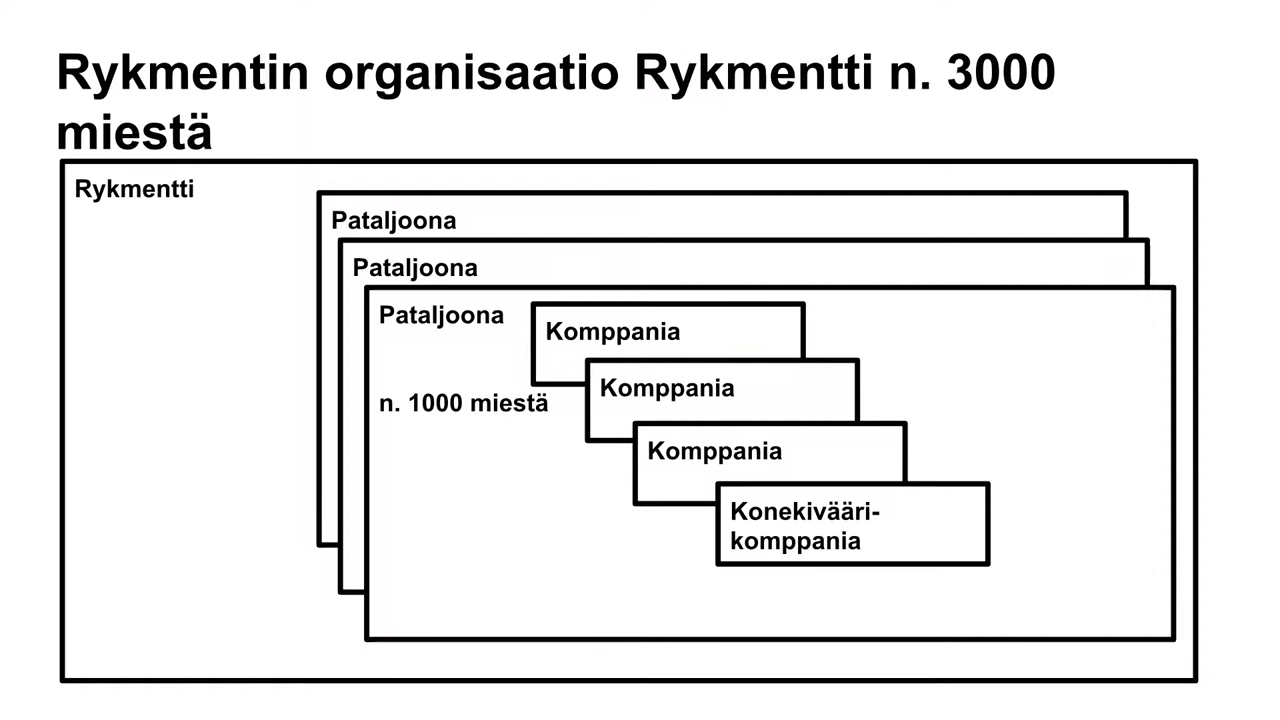 Rykmentin organisaatio Rykmentti n. 3000
miestä
Rykmentti
Pataljoona
Pataljoona
Pataljoona
n. 1000 miestä
Komppania
Komppania
Komppania
Konekivääri-
komppania